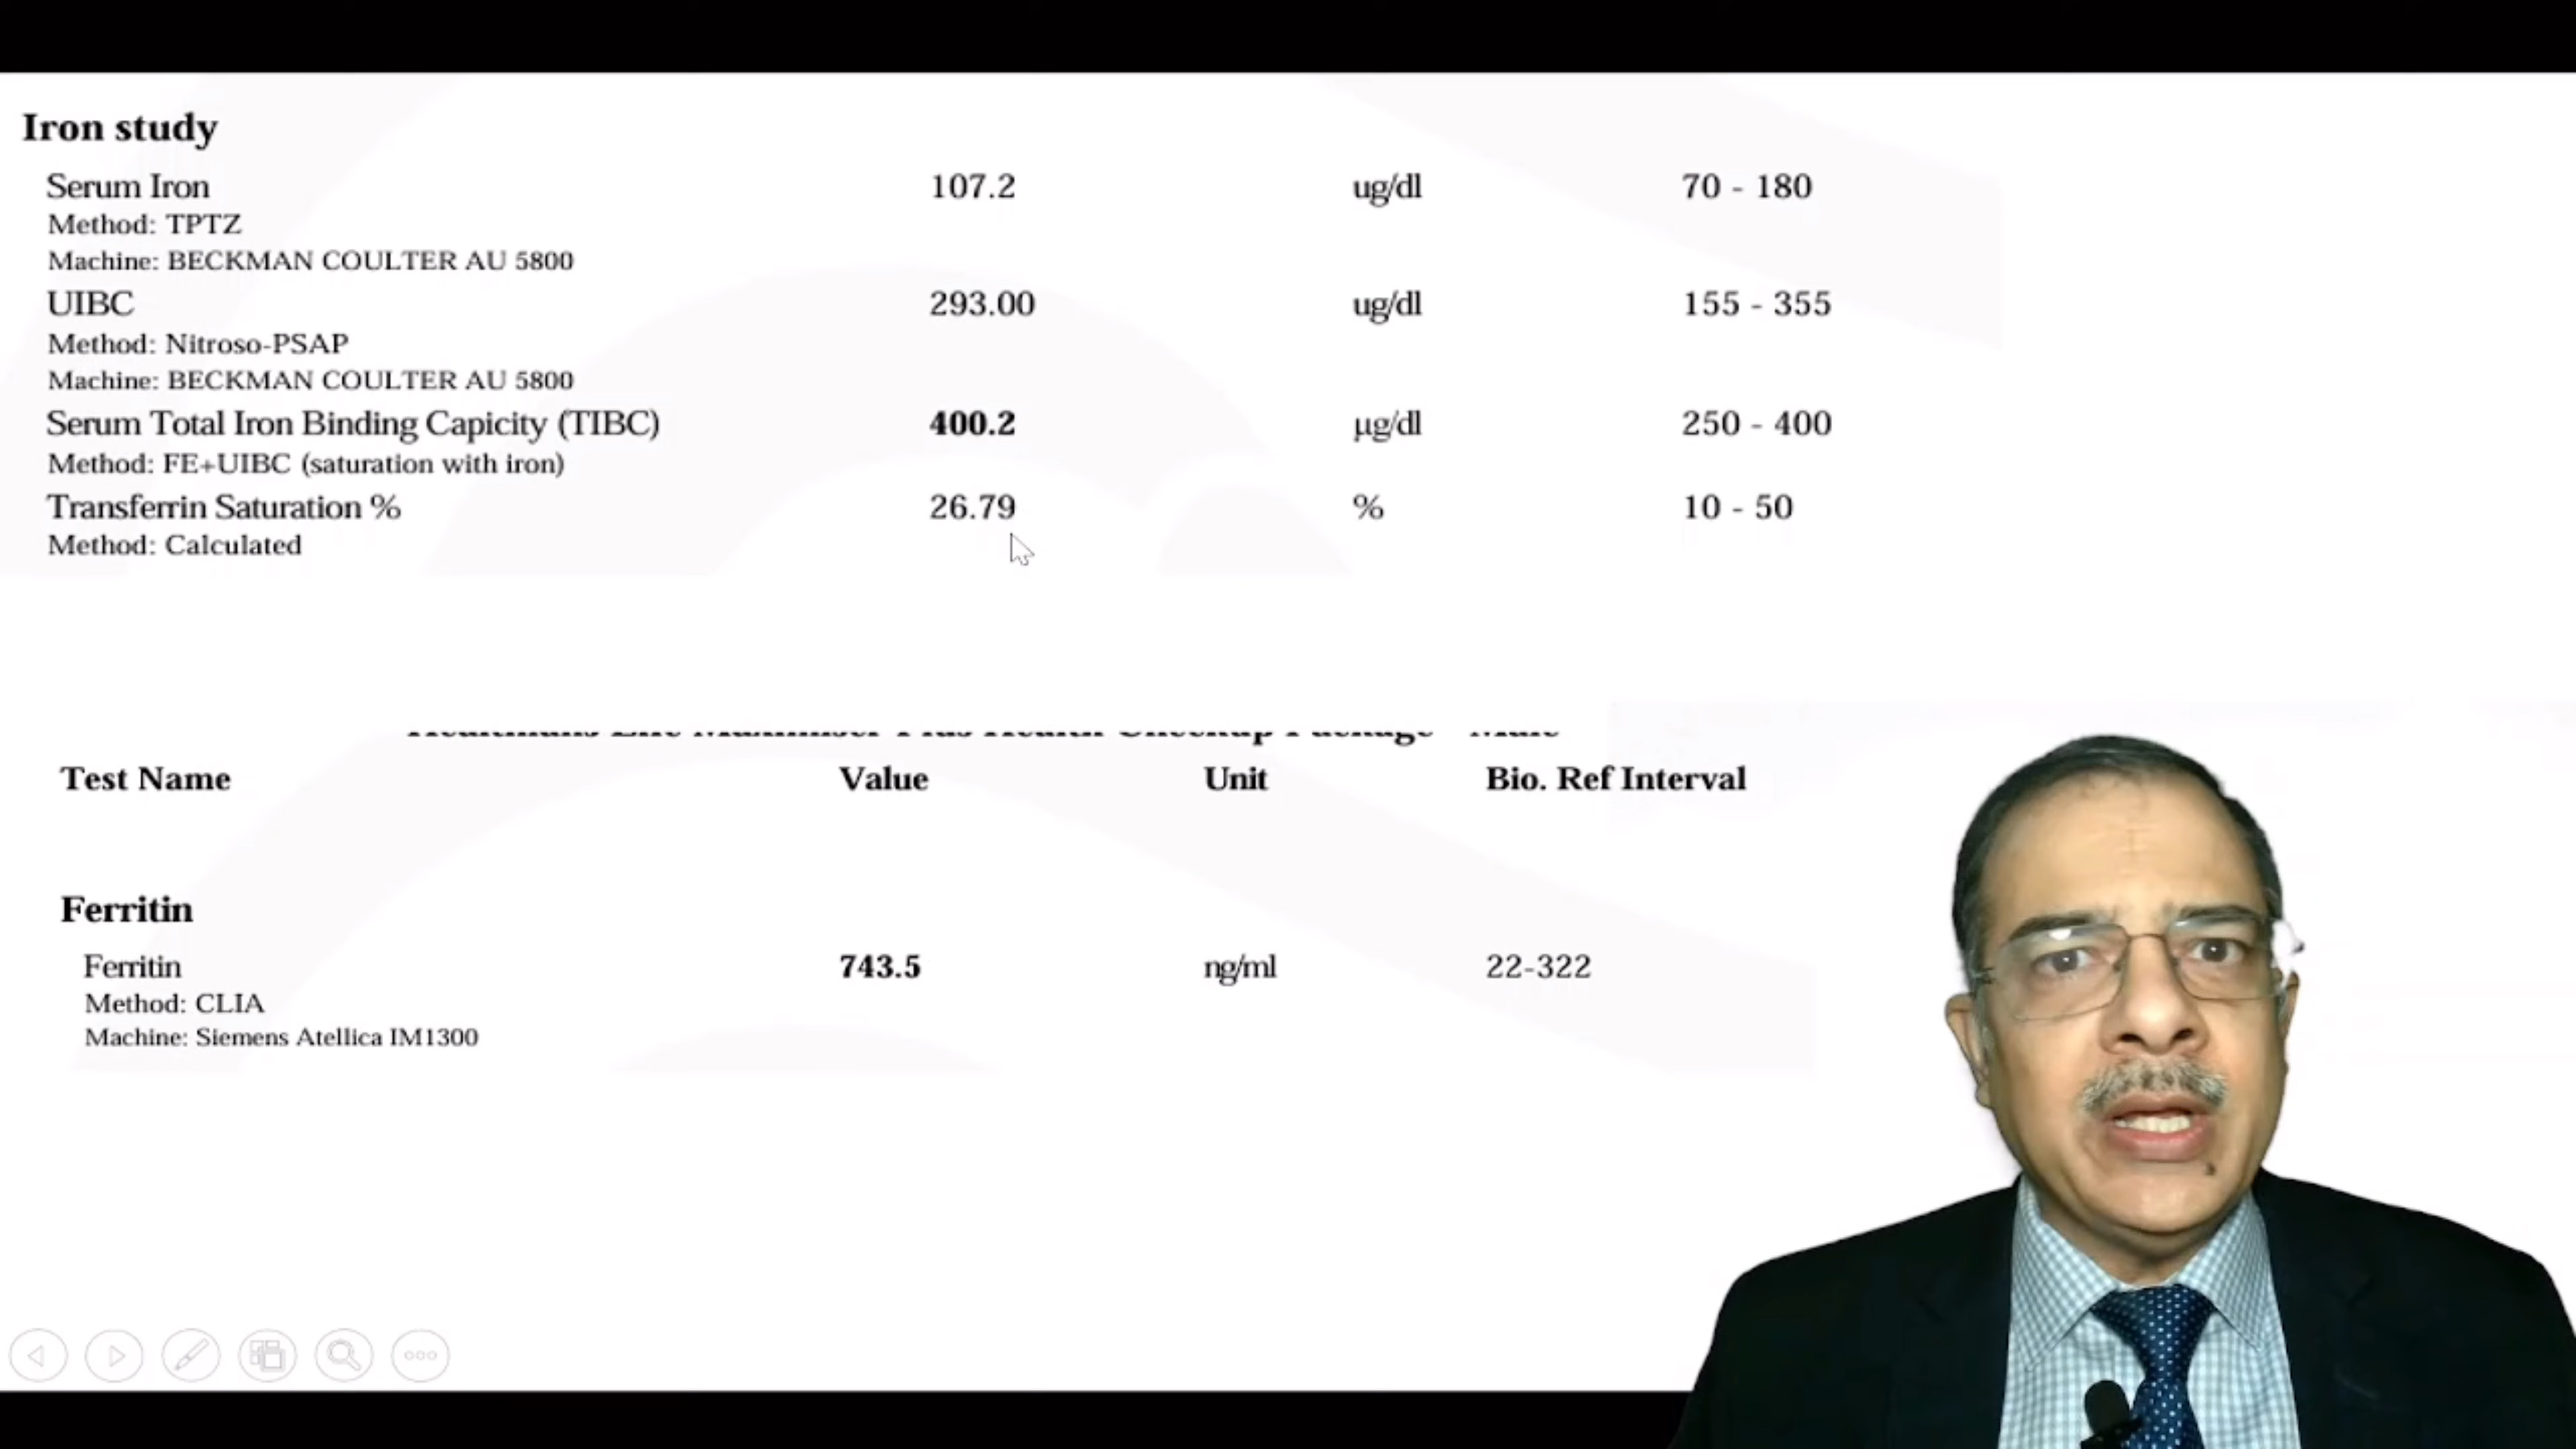 Iron study
Serum Iron 107.2 ug/dl 70 - 180
Method: TPTZ
Machine: BECKMAN COULTER AU 5800
UIBC 293.00 ug/dl 155 - 355
Method: Nitroso-PSAP
Machine: BECKMAN COULTER AU 5800
Serum Total Iron Binding Capicity (TIBC) 400.2 µg/dl 250 - 400
Method: FE+UIBC (saturation with iron)
Transferrin Saturation % 26.79 % 10 - 50
Method: Calculated
Health Checkup Package - Male
Test Name Value Unit Bio. Ref Interval
Ferritin
Ferritin 743.5 ng/ml 22-322
Method: CLIA
Machine: Siemens Atellica IM1300